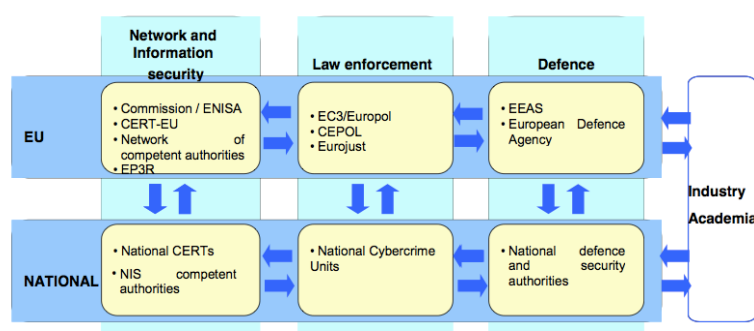 Network and
Information
security
Law enforcement
Defence
EU
• Commission / ENISA
• CERT-EU
• Network of
competent authorities
• EP3R
• EC3/Europol
• CEPOL
• Eurojust
• EEAS
• European Defence
Agency
Industry
Academia
NATIONAL
• National CERTs
• NIS competent
authorities
• National Cybercrime
Units
• National defence
and security
authorities